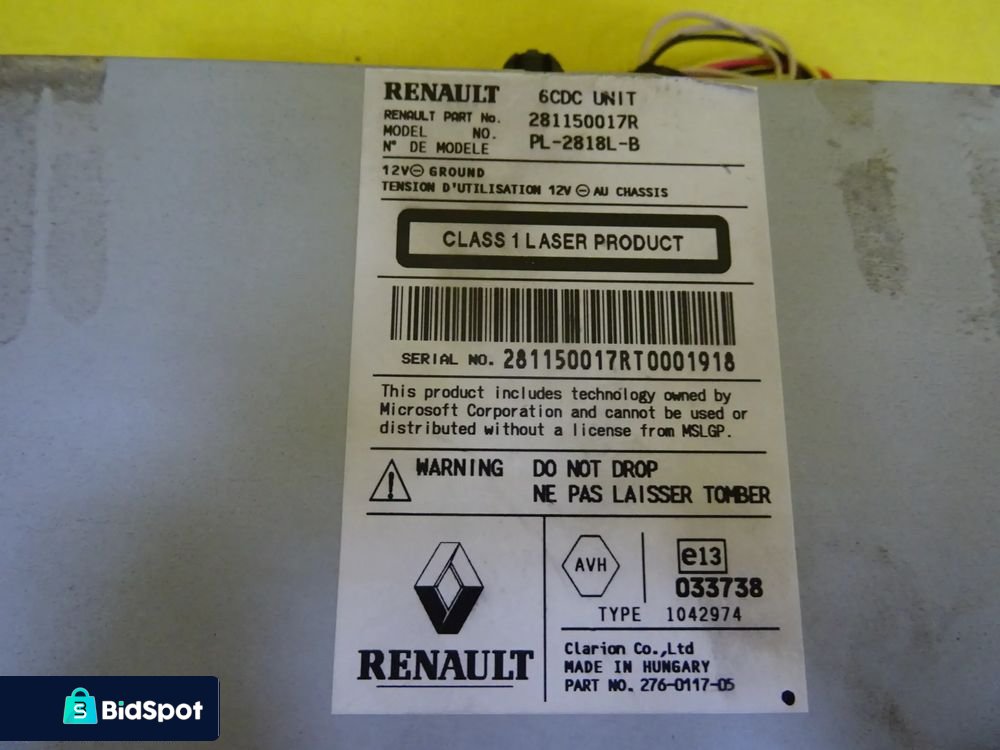 RENAULT 6CDC UNIT
RENAULT PART No. 281150017R
MODEL NO. PL-2818L-B
N° DE MODELE
12V⊖ GROUND
TENSION D'UTILISATION 12V ⊖ AU CHASSIS
CLASS 1 LASER PRODUCT
SERIAL NO. 281150017RT0001918
This product includes technology owned by
Microsoft Corporation and cannot be used or
distributed without a license from MSLGP.
WARNING DO NOT DROP
NE PAS LAISSER TOMBER
AVH e13
033738
TYPE 1042974
RENAULT
Clarion Co.,Ltd
MADE IN HUNGARY
PART NO. 276-0117-05
S BidSpot